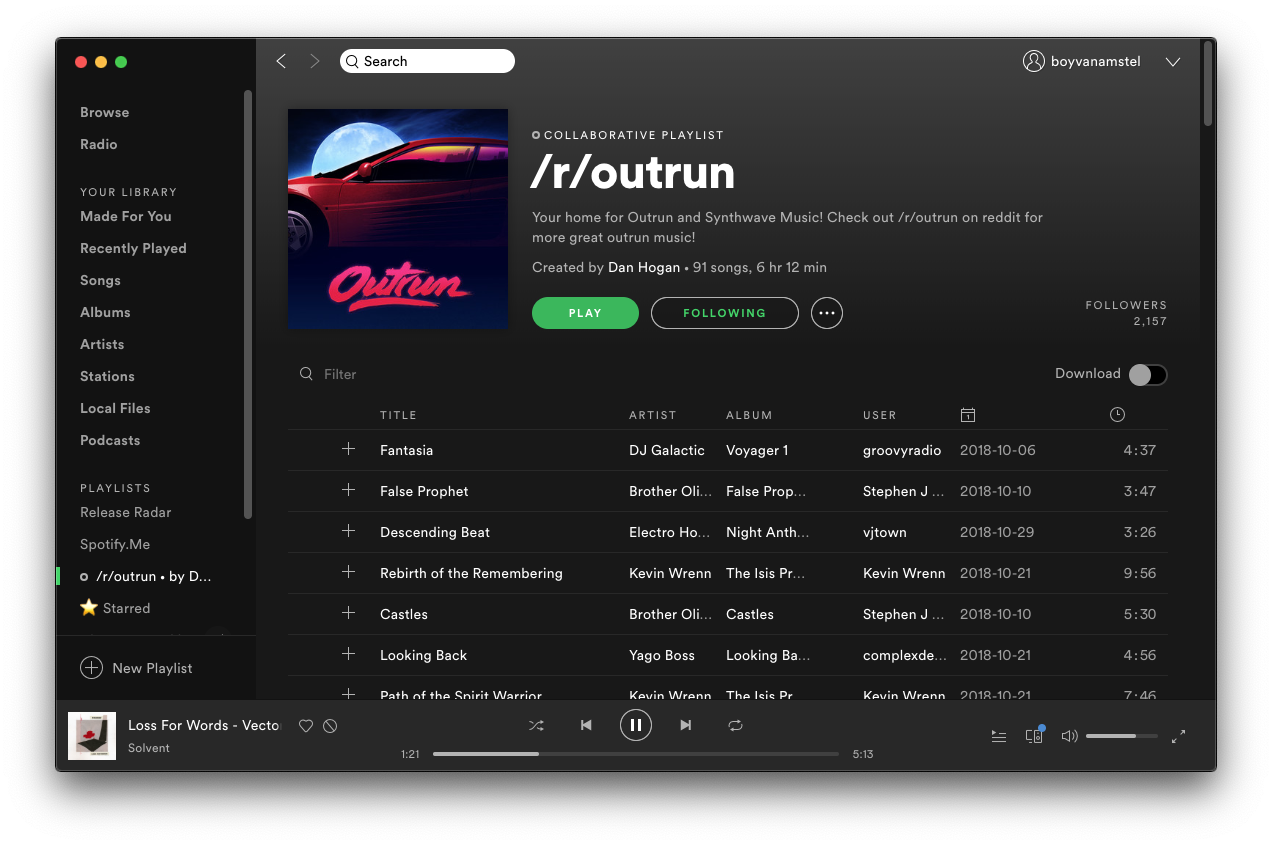 Search
boyvanamstel
Browse
Radio
YOUR LIBRARY
Made For You
Recently Played
Songs
Albums
Artists
Stations
Local Files
Podcasts
PLAYLISTS
Release Radar
Spotify.Me
/r/outrun • by D...
Starred
New Playlist
Outrun
COLLABORATIVE PLAYLIST
/r/outrun
Your home for Outrun and Synthwave Music! Check out /r/outrun on reddit for
more great outrun music!
Created by Dan Hogan • 91 songs, 6 hr 12 min
PLAY FOLLOWING
FOLLOWERS
2,157
Filter
Download
TITLE ARTIST ALBUM USER
Fantasia DJ Galactic Voyager 1 groovyradio 2018-10-06 4:37
False Prophet Brother Oli... False Prop... Stephen J ... 2018-10-10 3:47
Descending Beat Electro Ho... Night Anth... vjtown 2018-10-29 3:26
Rebirth of the Remembering Kevin Wrenn The Isis Pr... Kevin Wrenn 2018-10-21 9:56
Castles Brother Oli... Castles Stephen J ... 2018-10-10 5:30
Looking Back Yago Boss Looking Ba... complexde... 2018-10-21 4:56
Path of the Spirit Warrior Kevin Wrenn The Isis Pr... Kevin Wrenn 2018-10-21 7:46
Loss For Words - Vecto
Solvent
1:21
5:13